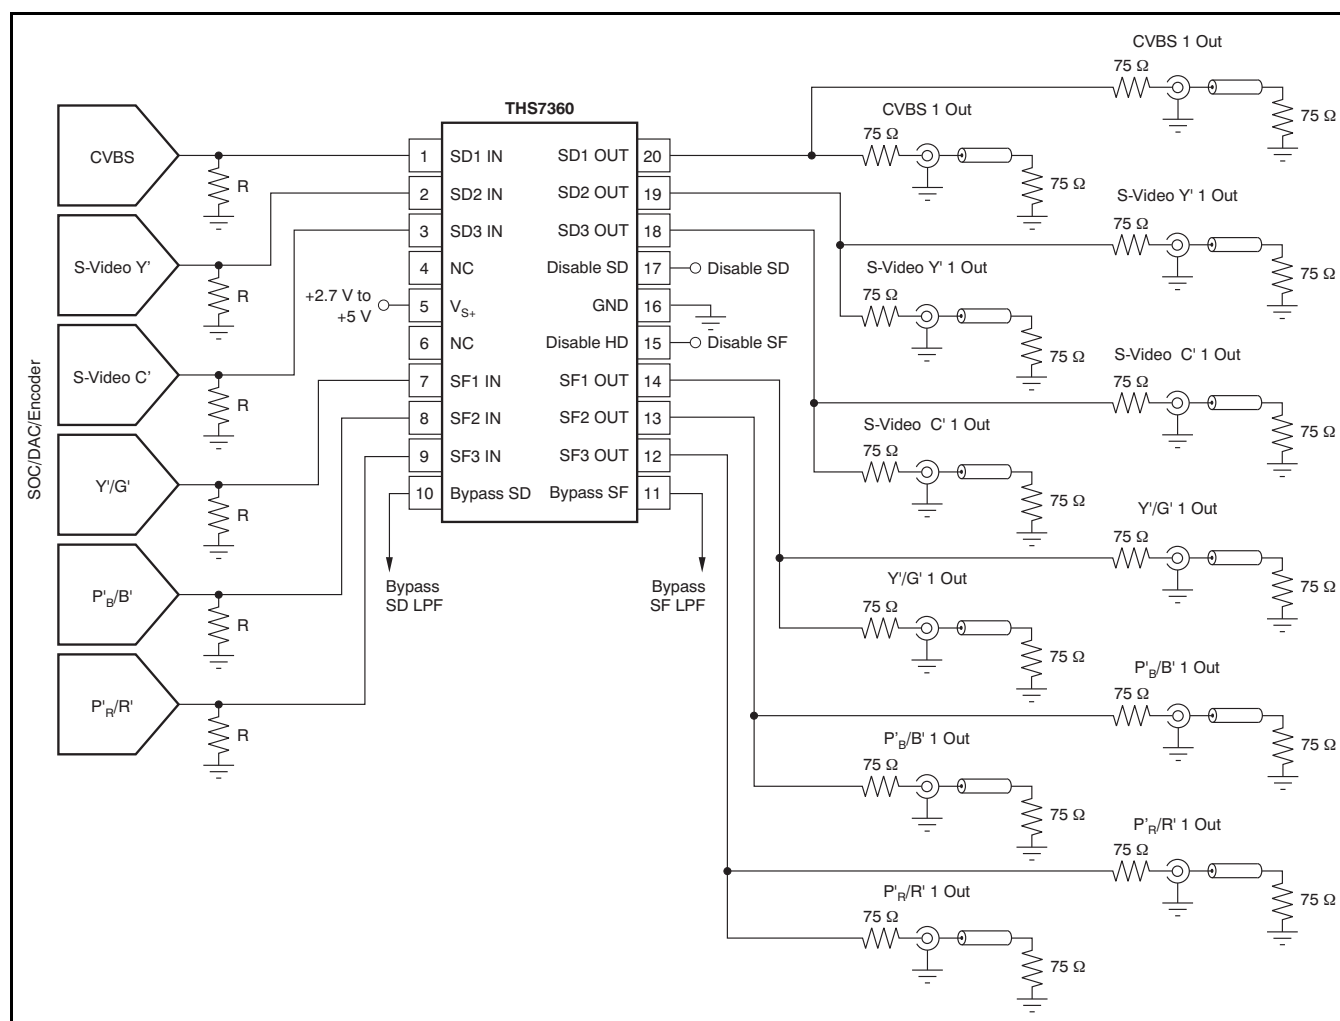 SOC/DAC/Encoder
CVBS
R
S-Video Y'
R
S-Video C'
R
Y'/G'
R
P'B/B'
R
P'R/R'
R
+2.7 V to
+5 V
THS7360
1 SD1 IN SD1 OUT 20
2 SD2 IN SD2 OUT 19
3 SD3 IN SD3 OUT 18
4 NC Disable SD 17 Disable SD
5 VS+ GND 16
6 NC Disable HD 15 Disable SF
7 SF1 IN SF1 OUT 14
8 SF2 IN SF2 OUT 13
9 SF3 IN SF3 OUT 12
10 Bypass SD Bypass SF 11
Bypass
SD LPF
Bypass
SF LPF
CVBS 1 Out
75 Ω
75 Ω
CVBS 1 Out
75 Ω
75 Ω
S-Video Y' 1 Out
75 Ω
75 Ω
S-Video Y' 1 Out
75 Ω
75 Ω
S-Video C' 1 Out
75 Ω
75 Ω
S-Video C' 1 Out
75 Ω
75 Ω
Y'/G' 1 Out
75 Ω
75 Ω
Y'/G' 1 Out
75 Ω
75 Ω
P'B/B' 1 Out
75 Ω
75 Ω
P'B/B' 1 Out
75 Ω
75 Ω
P'R/R' 1 Out
75 Ω
75 Ω
P'R/R' 1 Out
75 Ω
75 Ω